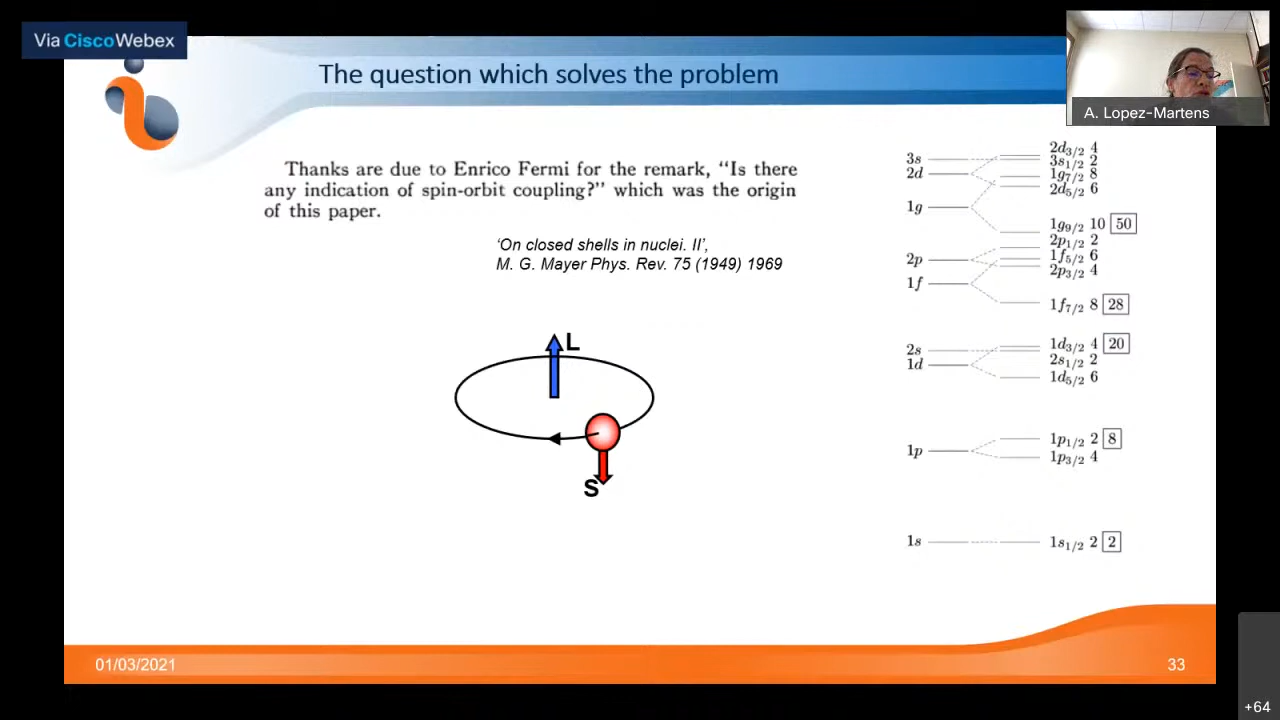 Via Cisco Webex
The question which solves the problem
A. Lopez-Martens
Thanks are due to Enrico Fermi for the remark, “Is there
any indication of spin-orbit coupling?” which was the origin
of this paper.
‘On closed shells in nuclei. II’,
M. G. Mayer Phys. Rev. 75 (1949) 1969
L
S
3s
2d
1g
2p
1f
2s
1d
1p
1s
2d3/2 4
3s1/2 2
1g7/2 8
2d5/2 6
1g9/2 10 50
2p1/2 2
1f5/2 6
2p3/2 4
1f7/2 8 28
1d3/2 4 20
2s1/2 2
1d5/2 6
1p1/2 2 8
1p3/2 4
1s1/2 2 2
01/03/2021
33
+64